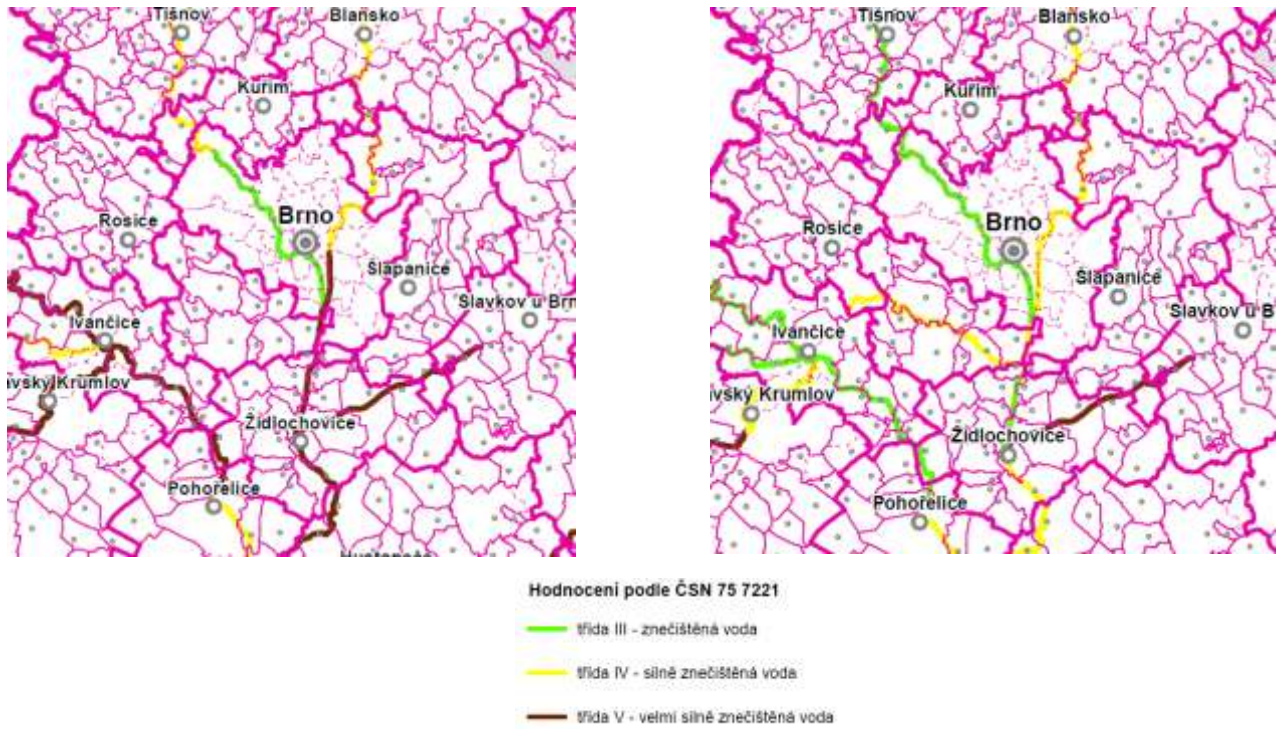 Tišnov
Blansko
Kuřim
Brno
Rosice
Šlapanice
Slavkov u Brn
Ivančice
avský Krumlov
Židlochovice
Pohořelice
Tišnov
Blansko
Kuřim
Brno
Rosice
Šlapanice
Slavkov u B
Ivančice
vský Krumlov
Židlochovice
Pohořelice
Hodnocení podle ČSN 75 7221
třída III - znečištěná voda
třída IV - silně znečištěná voda
třída V - velmi silně znečištěná voda